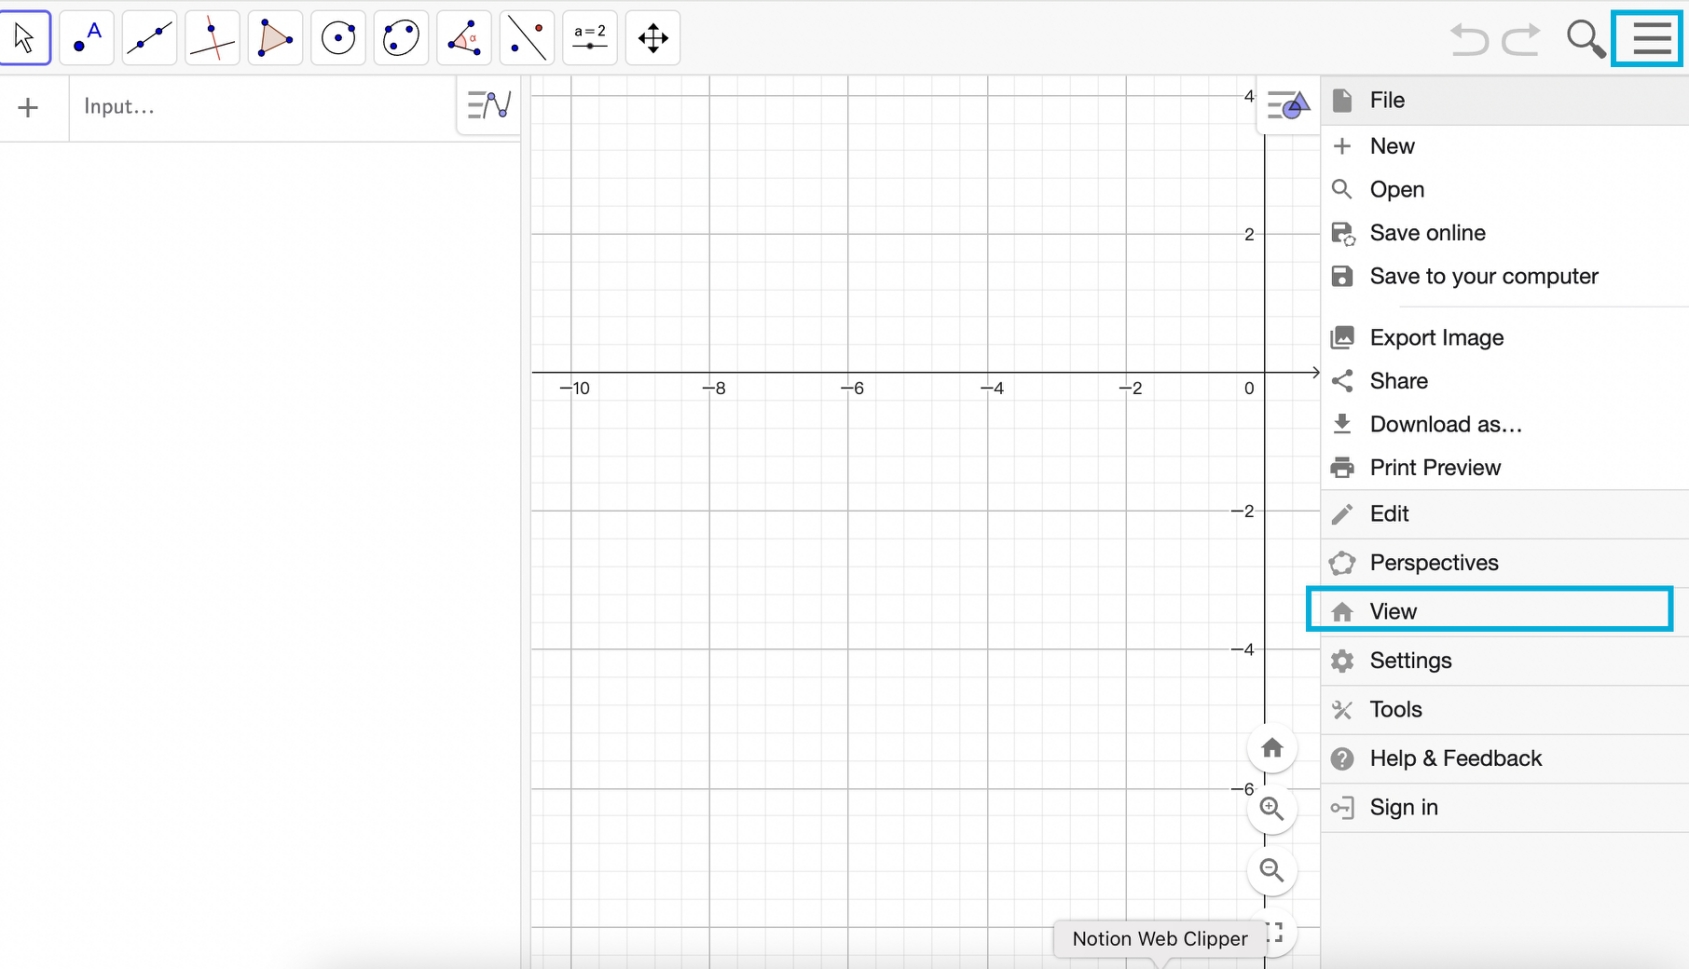 A
α
a=2
Input...
4
2
−10
−8
−6
−4
−2
0
−2
−4
−6
File
New
Open
Save online
Save to your computer
Export Image
Share
Download as...
Print Preview
Edit
Perspectives
View
Settings
Tools
Help & Feedback
Sign in
Notion Web Clipper